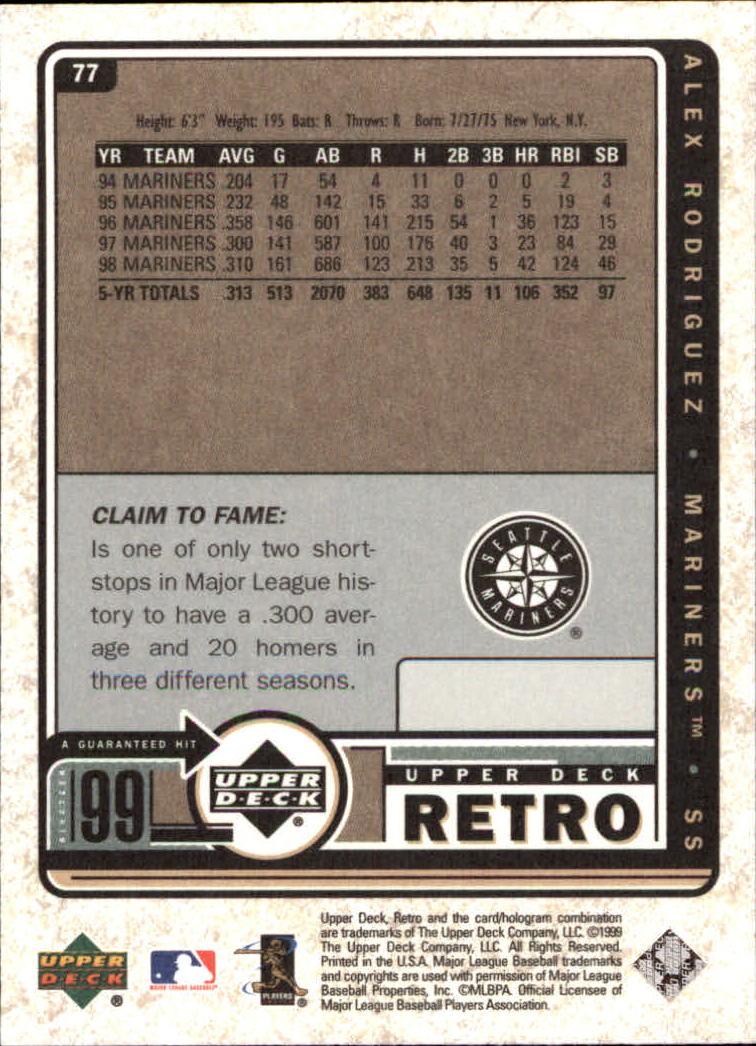 77
Height: 6'3" Weight: 195 Bats: R Throws: R Born: 7/27/75 New York, N.Y.
YR TEAM AVG G AB R H 2B 3B HR RBI SB
94 MARINERS .204 17 54 4 11 0 0 0 2 3
95 MARINERS .232 48 142 15 33 6 2 5 19 4
96 MARINERS .358 146 601 141 215 54 1 36 123 15
97 MARINERS .300 141 587 100 176 40 3 23 84 29
98 MARINERS .310 161 686 123 213 35 5 42 124 46
5-YR TOTALS .313 513 2070 383 648 135 11 106 352 97
ALEX RODRIGUEZ • MARINERS™ • SS
CLAIM TO FAME:
Is one of only two short-
stops in Major League his-
tory to have a .300 aver-
age and 20 homers in
three different seasons.
SEATTLE
MARINERS
®
A GUARANTEED HIT
99
UPPER
D•E•C•K
®
UPPER DECK
RETRO
Upper Deck, Retro and the card/hologram combination
are trademarks of The Upper Deck Company, LLC. ©1999
The Upper Deck Company, LLC. All Rights Reserved.
Printed in the U.S.A. Major League Baseball trademarks
and copyrights are used with permission of Major League
Baseball Properties, Inc. ©MLBPA Official Licensee of
Major League Baseball Players Association.
UPPER
D•E•C•K
®
MAJOR LEAGUE BASEBALL
PLAYERS
®